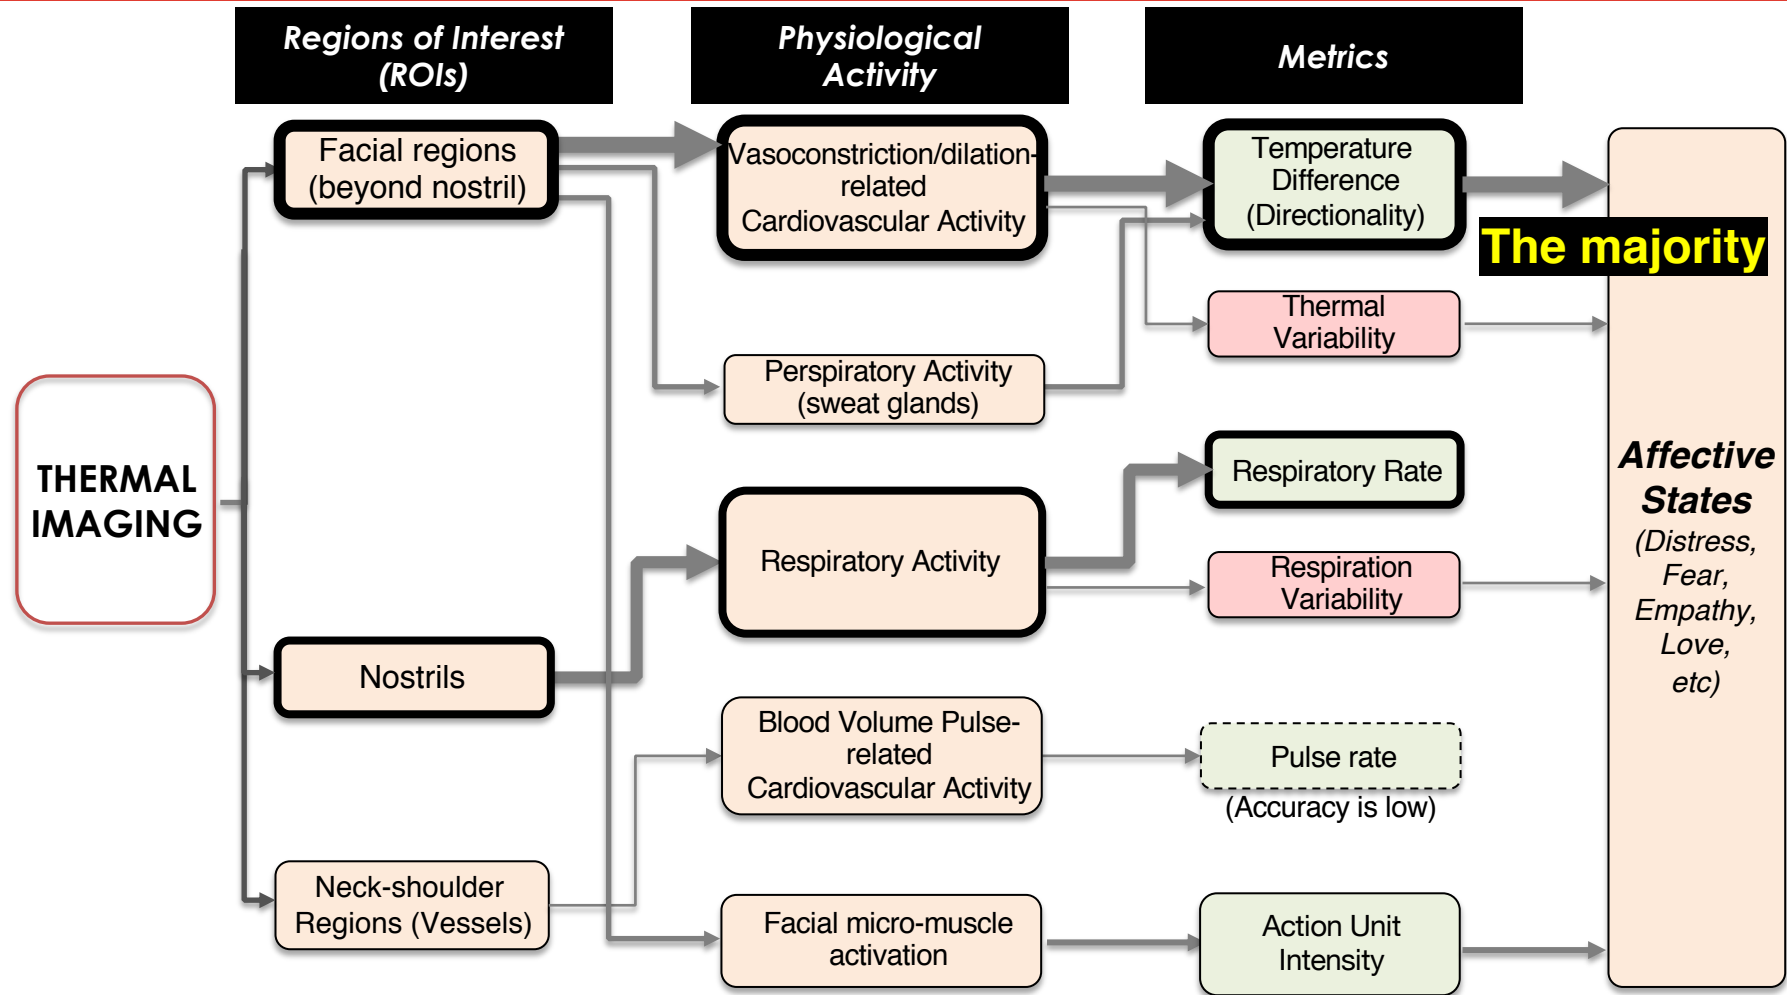 Regions of Interest
(ROIs)
Physiological
Activity
Metrics
Facial regions
(beyond nostril)
Vasoconstriction/dilation-
related
Cardiovascular Activity
Temperature
Difference
(Directionality)
The majority
Thermal
Variability
Perspiratory Activity
(sweat glands)
THERMAL
IMAGING
Respiratory Rate
Affective
States
(Distress,
Fear,
Empathy,
Love,
etc)
Respiratory Activity
Respiration
Variability
Nostrils
Blood Volume Pulse-
related
Cardiovascular Activity
Pulse rate
(Accuracy is low)
Neck-shoulder
Regions (Vessels)
Facial micro-muscle
activation
Action Unit
Intensity